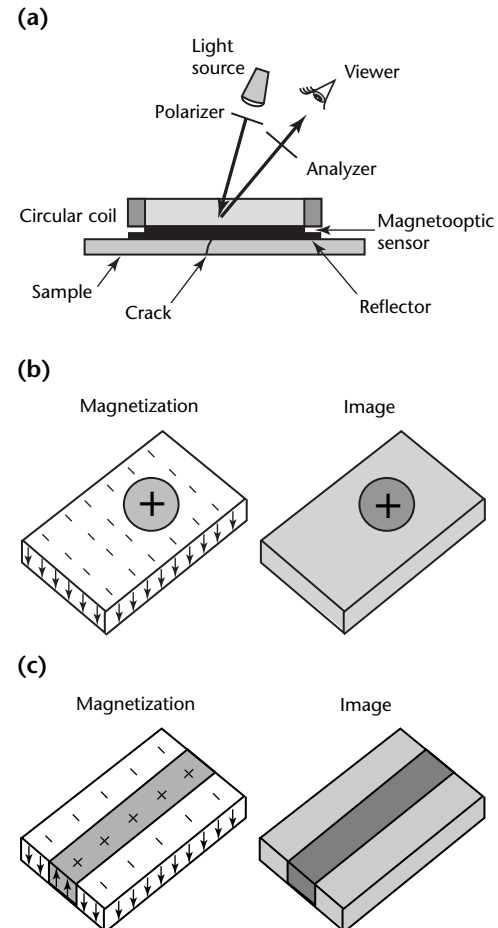 (a)
Light
source
Viewer
Polarizer
Analyzer
Circular coil
Magnetooptic
sensor
Sample
Crack
Reflector
(b)
Magnetization
Image
+
+
(c)
Magnetization
Image
+
+
+
+
+